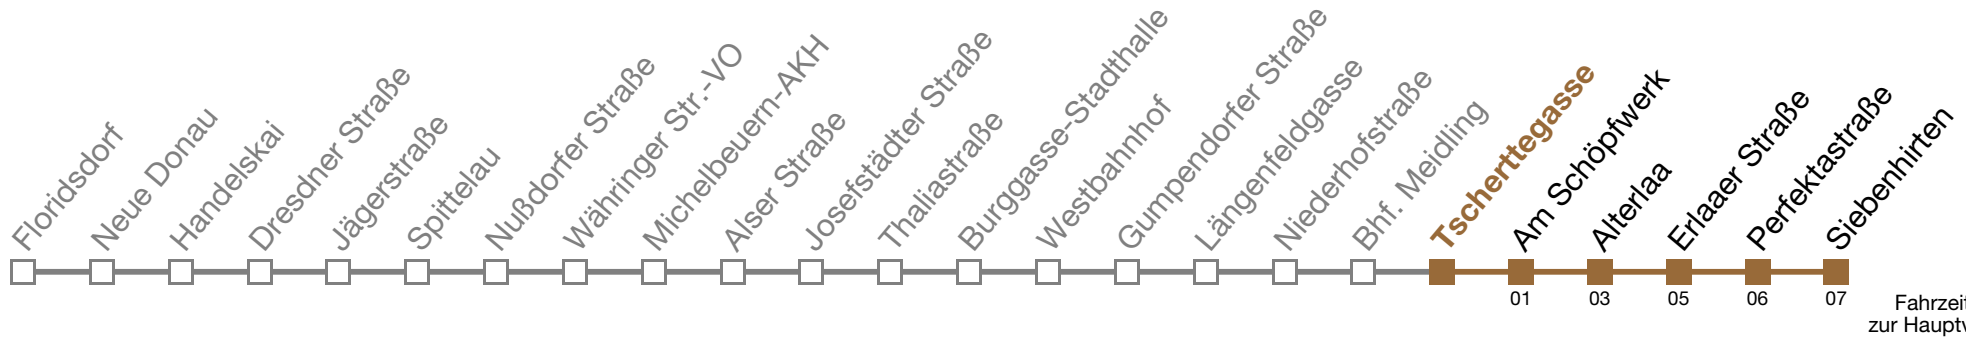 Floridsdorf
Neue Donau
Handelskai
Dresdner Straße
Jägerstraße
Spittelau
Nußdorfer Straße
Währinger Str.-VO
Michelbeuern-AKH
Alser Straße
Josefstädter Straße
Thaliastraße
Burggasse-Stadthalle
Westbahnhof
Gumpendorfer Straße
Längenfeldgasse
Niederhofstraße
Bhf. Meidling
Tscherttegasse
Am Schöpfwerk
Alterlaa
Erlaaer Straße
Perfektastraße
Siebenhirten
01 03 05 06 07
Fahrzeit
zur Hauptv